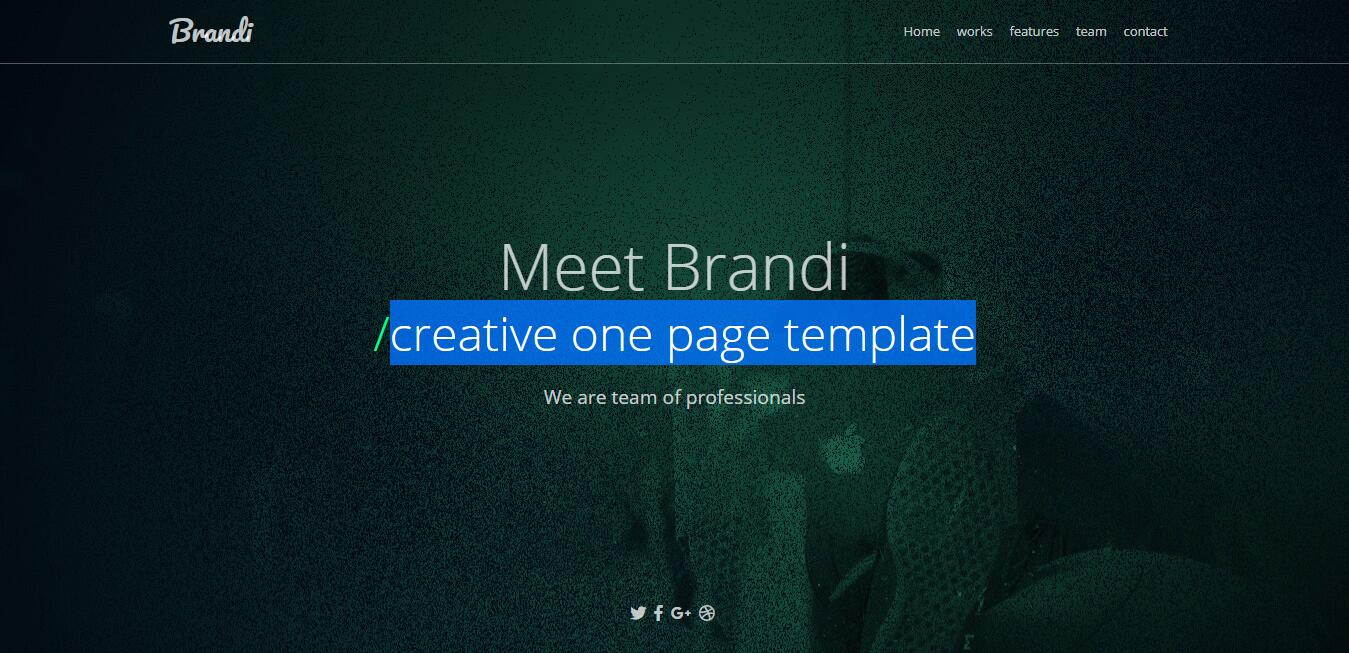 Brandi
Home works features team contact
Meet Brandi
/creative one page template
We are team of professionals
G+